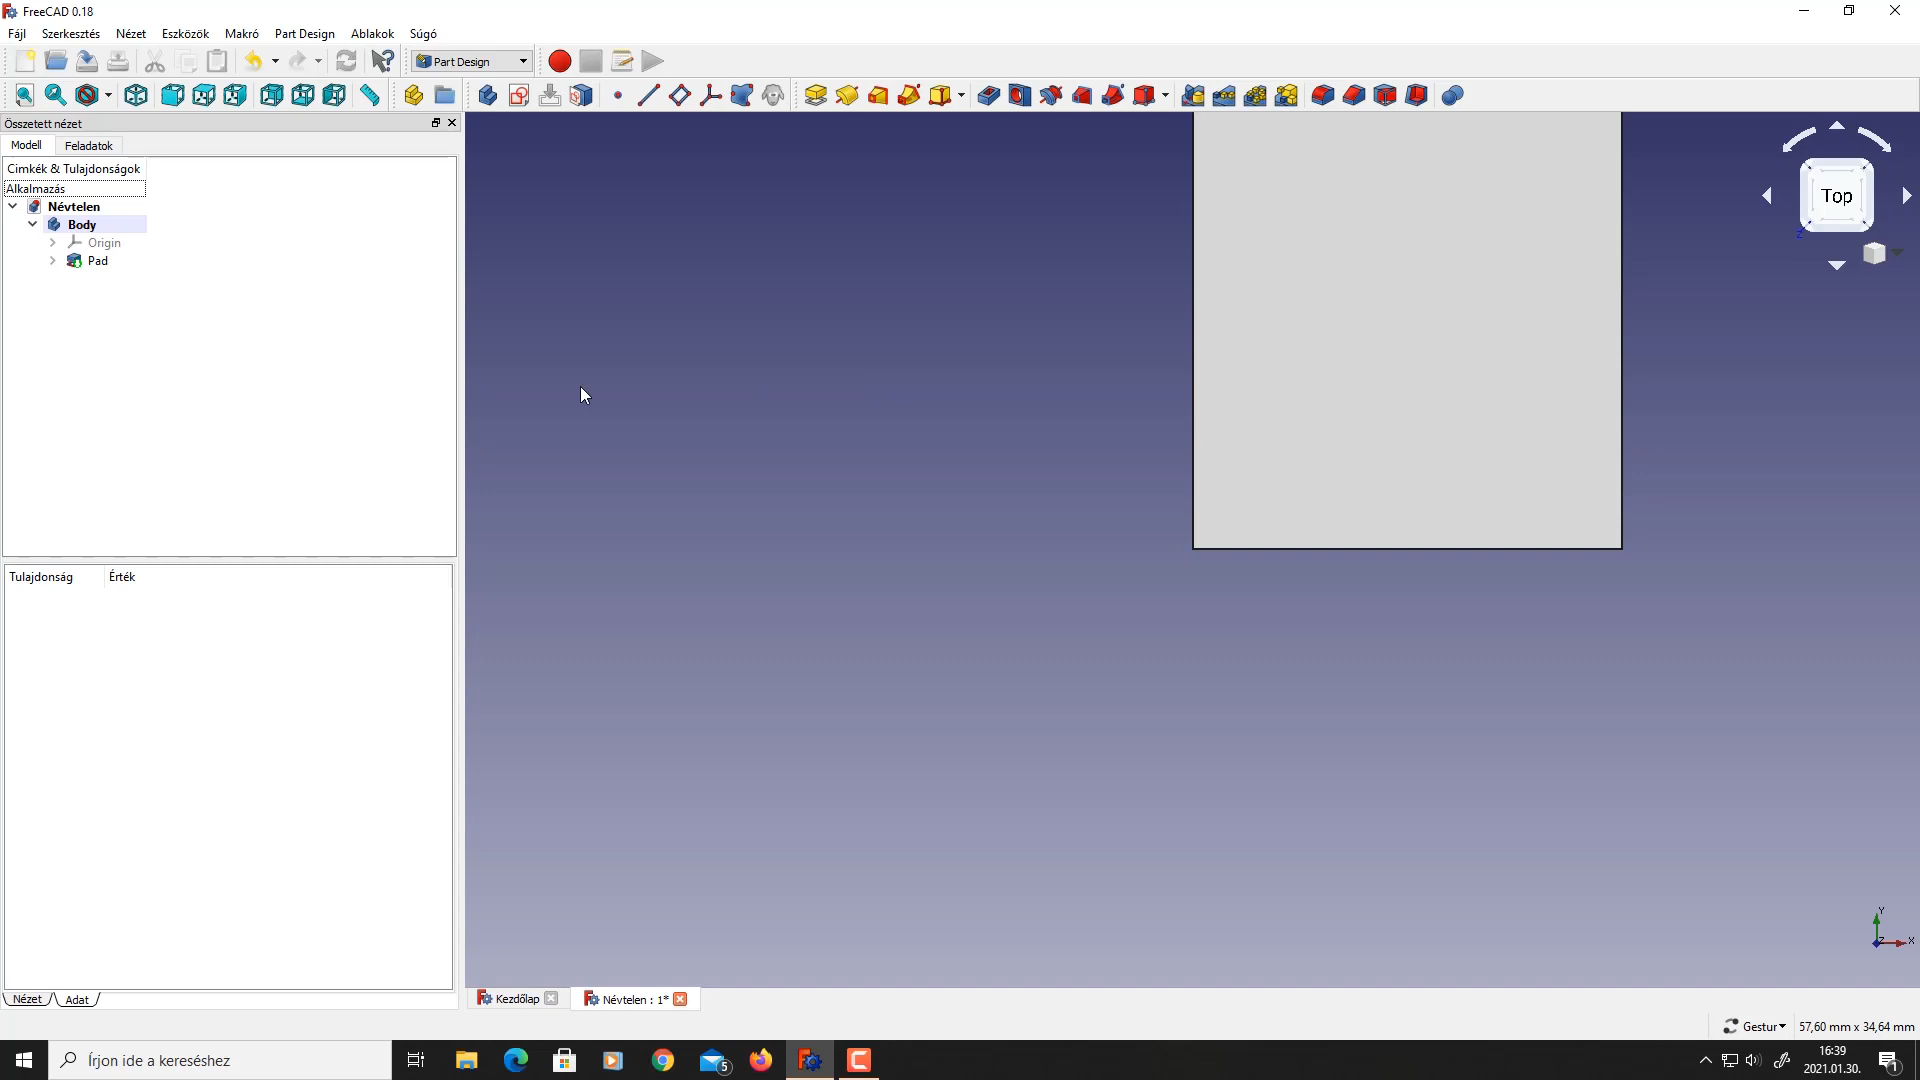 FreeCAD 0.18
Fájl Szerkesztés Nézet Eszközök Makró Part Design Ablakok Súgó
Part Design
Összetett nézet
Modell Feladatok
Cimkék & Tulajdonságok
Alkalmazás
Névtelen
Body
Origin
Pad
Top
Z
Tulajdonság Érték
Y
Z X
Nézet Adat
Kezdőlap Névtelen : 1*
Gestur 57,60 mm x 34,64 mm
Írjon ide a kereséshez
5
16:39
2021.01.30.
1